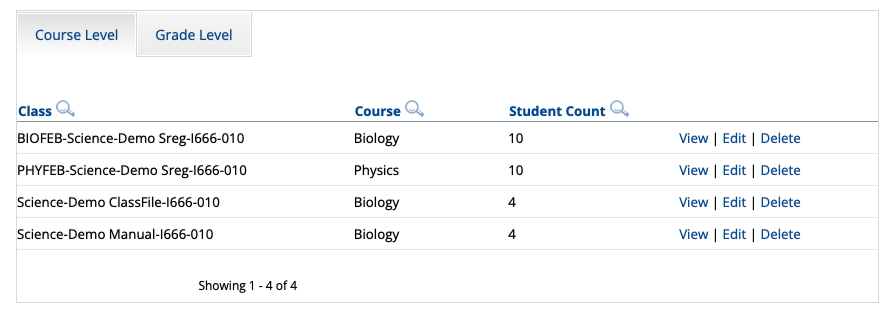 Course Level Grade Level
Class Course Student Count
BIOFEB-Science-Demo Sreg-I666-010 Biology 10 View | Edit | Delete
PHYFEB-Science-Demo Sreg-I666-010 Physics 10 View | Edit | Delete
Science-Demo ClassFile-I666-010 Biology 4 View | Edit | Delete
Science-Demo Manual-I666-010 Biology 4 View | Edit | Delete
Showing 1 - 4 of 4